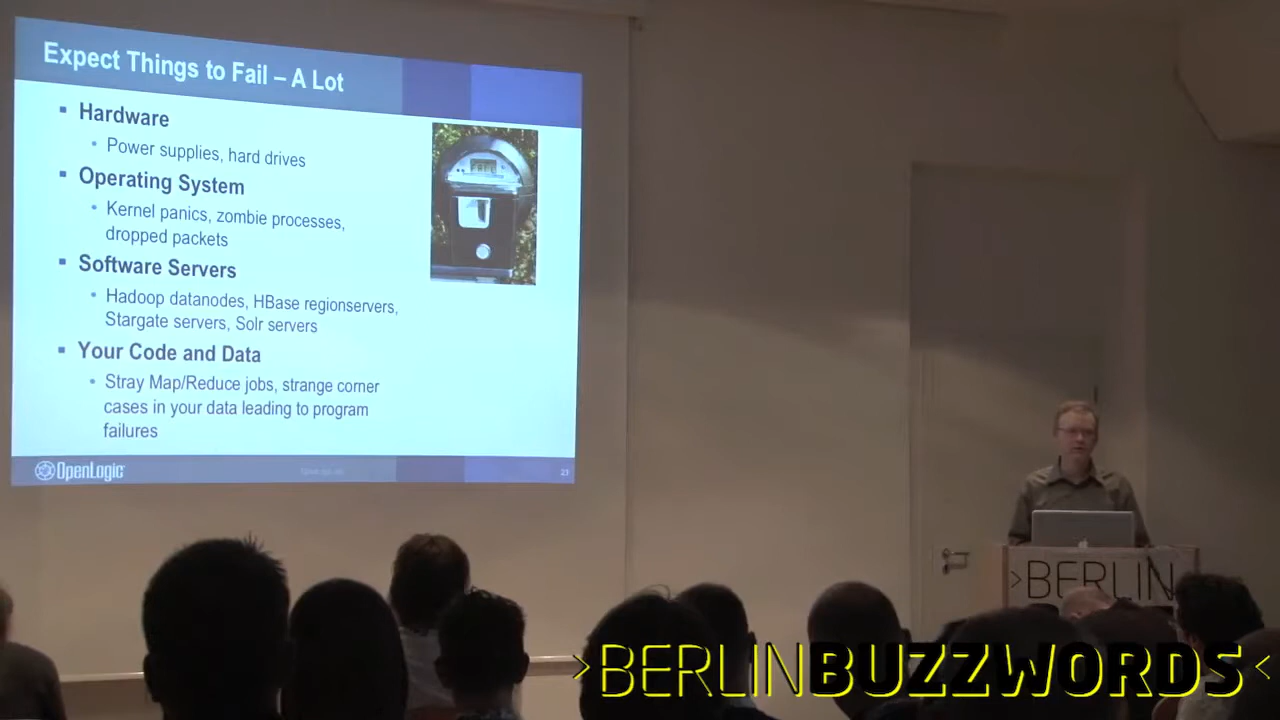 Expect Things to Fail – A Lot
▪ Hardware
• Power supplies, hard drives
▪ Operating System
• Kernel panics, zombie processes,
dropped packets
▪ Software Servers
• Hadoop datanodes, HBase regionservers,
Stargate servers, Solr servers
▪ Your Code and Data
• Stray Map/Reduce jobs, strange corner
cases in your data leading to program
failures
OpenLogic
23
>BERLIN
>BERLINBUZZWORDS<